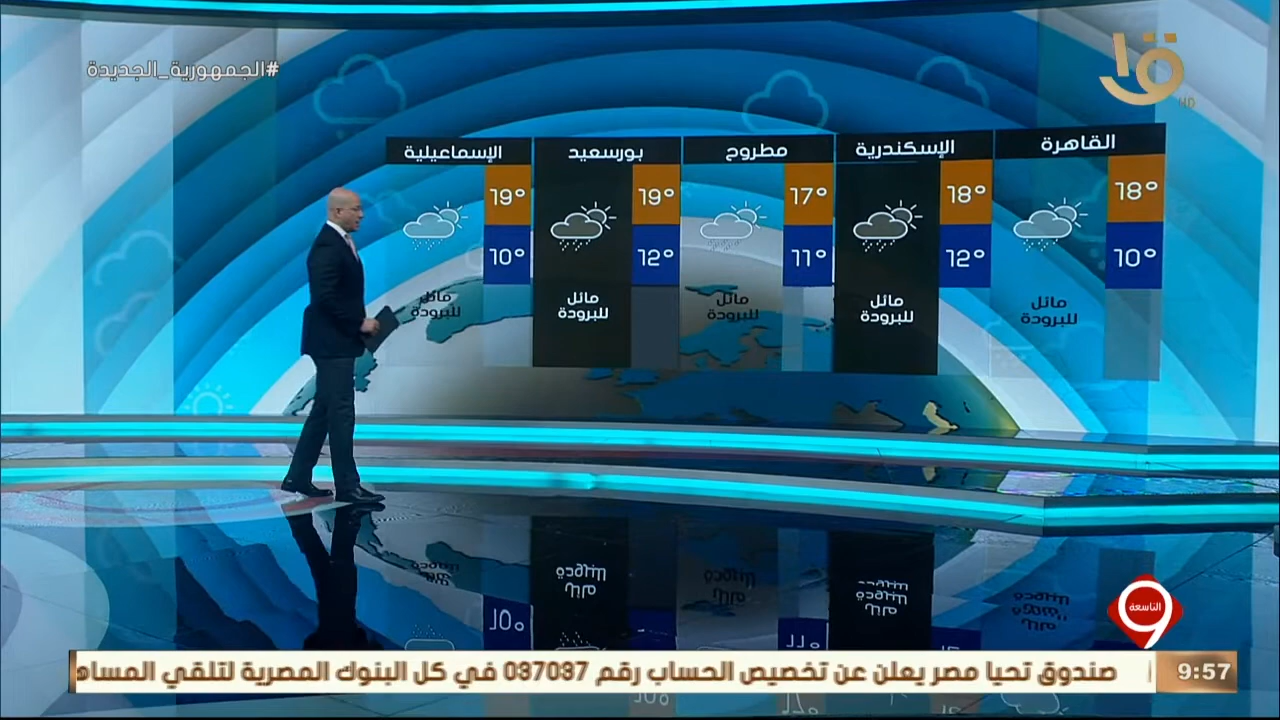 #الجمهورية_الجديدة
HD
القاهرة
18°
10°
مائل
للبرودة
الإسكندرية
18°
12°
مائل
للبرودة
مطروح
17°
11°
مائل
للبرودة
بورسعيد
19°
12°
مائل
للبرودة
الإسماعيلية
19°
10°
مائل
للبرودة
التاسعة
9
9:57
صندوق تحيا مصر يعلن عن تخصيص الحساب رقم 037037 في كل البنوك المصرية لتلقي